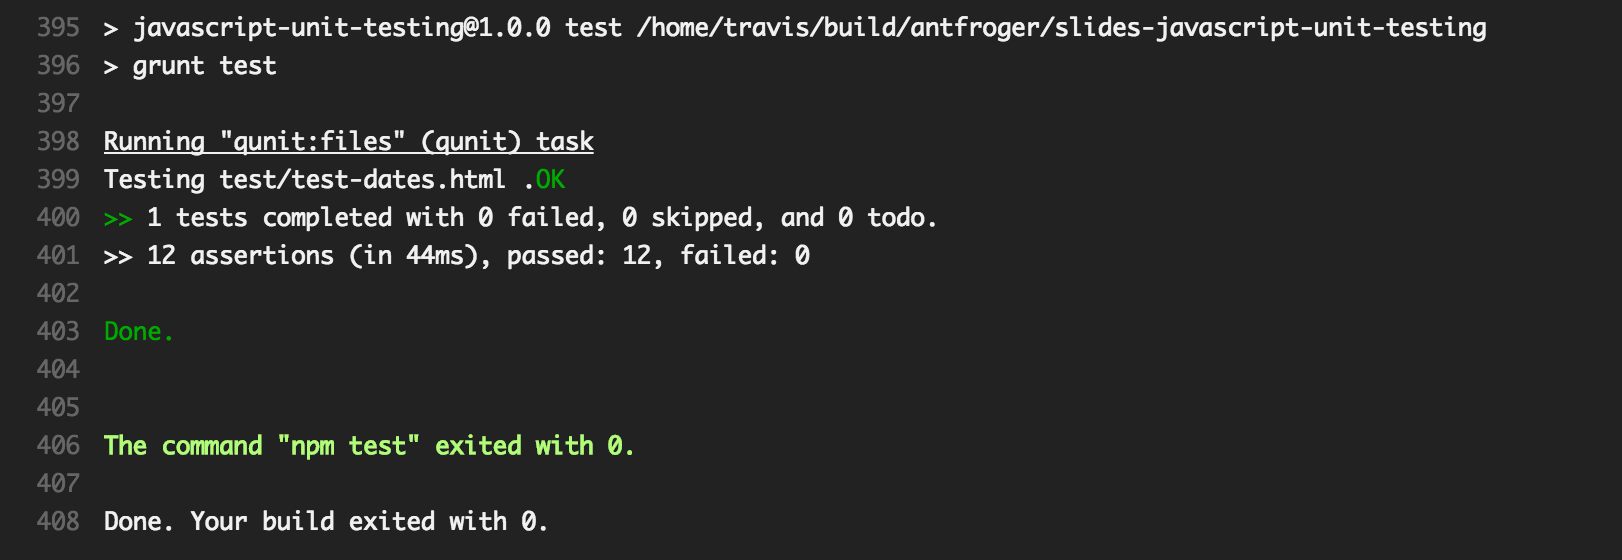 395 > javascript-unit-testing@1.0.0 test /home/travis/build/antfroger/slides-javascript-unit-testing
396 > grunt test
397
398 Running "qunit:files" (qunit) task
399 Testing test/test-dates.html .OK
400 >> 1 tests completed with 0 failed, 0 skipped, and 0 todo.
401 >> 12 assertions (in 44ms), passed: 12, failed: 0
402
403 Done.
404
405
406 The command "npm test" exited with 0.
407
408 Done. Your build exited with 0.